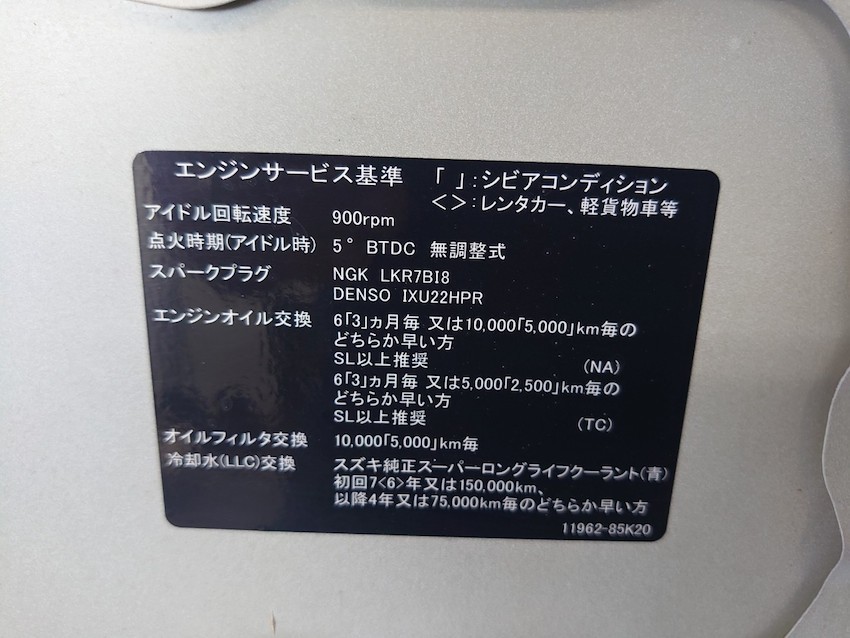 エンジンサービス基準 「 」:シビアコンディション
< >:レンタカー、軽貨物車等
アイドル回転速度 900rpm
点火時期(アイドル時) 5° BTDC 無調整式
スパークプラグ NGK LKR7BI8
DENSO IXU22HPR
エンジンオイル交換 6「3」ヵ月毎 又は10,000「5,000」km毎の
どちらか早い方
SL以上推奨 (NA)
6「3」ヵ月毎 又は5,000「2,500」km毎の
どちらか早い方
SL以上推奨 (TC)
オイルフィルタ交換 10,000「5,000」km毎
冷却水(LLC)交換 スズキ純正スーパーロングライフクーラント(青)
初回7<6>年又は150,000km、
以降4年又は75,000km毎のどちらか早い方
11962-85K20